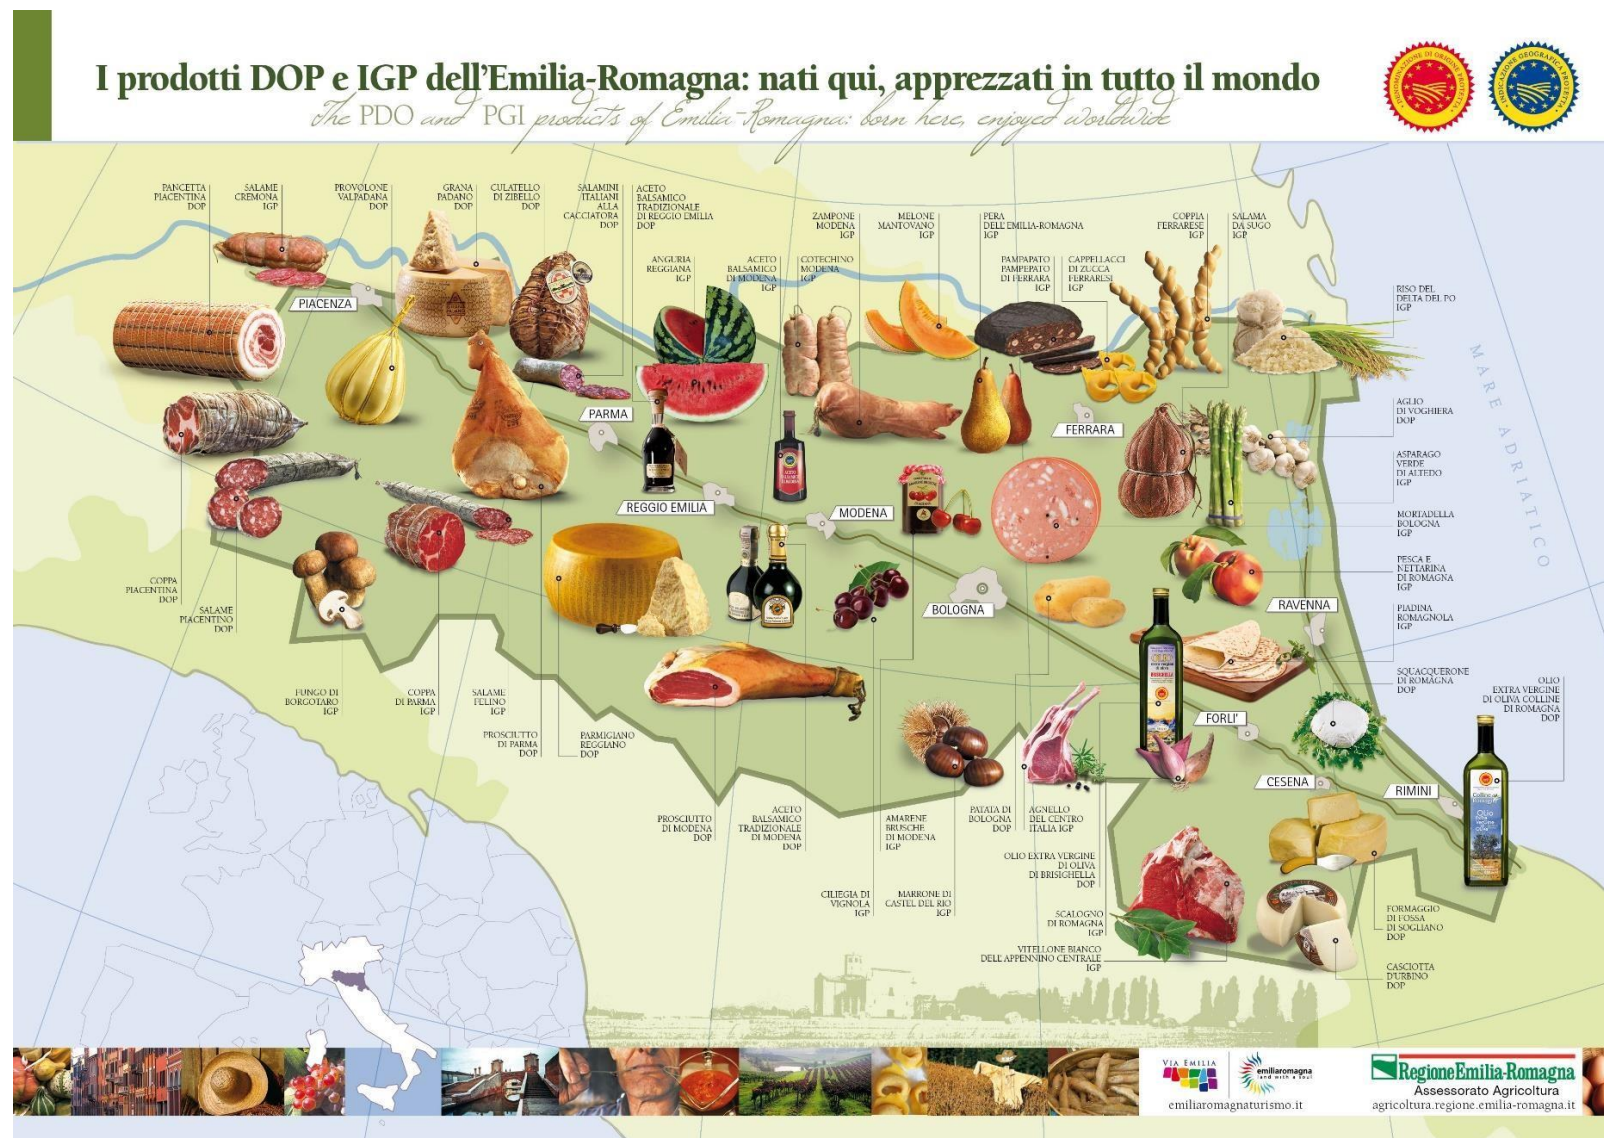 I prodotti DOP e IGP dell'Emilia-Romagna: nati qui, apprezzati in tutto il mondo
The PDO and PGI products of Emilia-Romagna: born here, enjoyed worldwide
DENOMINAZIONE DI ORIGINE PROTETTA
INDICAZIONE GEOGRAFICA PROTETTA
PANCETTA
PIACENTINA
DOP
SALAME
CREMONA
IGP
PROVOLONE
VALPADANA
DOP
GRANA
PADANO
DOP
CULATELLO
DI ZIBELLO
DOP
SALAMINI
ITALIANI
ALLA
CACCIATORA
DOP
ACETO
BALSAMICO
TRADIZIONALE
DI REGGIO EMILIA
DOP
ANGURIA
REGGIANA
IGP
ACETO
BALSAMICO
DI MODENA
IGP
ZAMPONE
MODENA
IGP
COTECHINO
MODENA
IGP
MELONE
MANTOVANO
IGP
PERA
DELL'EMILIA-ROMAGNA
IGP
PAMPAPATO
PAMPEPATO
DI FERRARA
IGP
CAPPELLACCI
DI ZUCCA
FERRARESI
IGP
COPPIA
FERRARESE
IGP
SALAMA
DA SUGO
IGP
RISO DEL
DELTA DEL PO
IGP
AGLIO
DI VOGHIERA
DOP
ASPARAGO
VERDE
DI ALTEDO
IGP
MORTADELLA
BOLOGNA
IGP
PESCA E
NETTARINA
DI ROMAGNA
IGP
PIADINA
ROMAGNOLA
IGP
SQUACQUERONE
DI ROMAGNA
DOP
OLIO
EXTRA VERGINE
DI OLIVA COLLINE
DI ROMAGNA
DOP
MARE ADRIATICO
PIACENZA
PARMA
REGGIO EMILIA
MODENA
BOLOGNA
FERRARA
RAVENNA
FORLI'
CESENA
RIMINI
OLIO
COPPA
PIACENTINA
DOP
SALAME
PIACENTINO
DOP
FUNGO DI
BORGOTARO
IGP
COPPA
DI PARMA
IGP
SALAME
FELINO
IGP
PROSCIUTTO
DI PARMA
DOP
PARMIGIANO
REGGIANO
DOP
PROSCIUTTO
DI MODENA
DOP
ACETO
BALSAMICO
TRADIZIONALE
DI MODENA
DOP
CILIEGIA DI
VIGNOLA
IGP
AMARENE
BRUSCHE
DI MODENA
IGP
MARRONE DI
CASTEL DEL RIO
IGP
PATATA DI
BOLOGNA
DOP
AGNELLO
DEL CENTRO
ITALIA IGP
OLIO EXTRA VERGINE
DI OLIVA
DI BRISIGHELLA
DOP
SCALOGNO
DI ROMAGNA
IGP
VITELLONE BIANCO
DELL'APPENNINO CENTRALE
IGP
FORMAGGIO
DI FOSSA
DI SOGLIANO
DOP
CASCIOTTA
D'URBINO
DOP
VIA EMILIA
emiliaromagna
land with a soul
emiliaromagnaturismo.it
RegioneEmilia-Romagna
Assessorato Agricoltura
agricoltura.regione.emilia-romagna.it